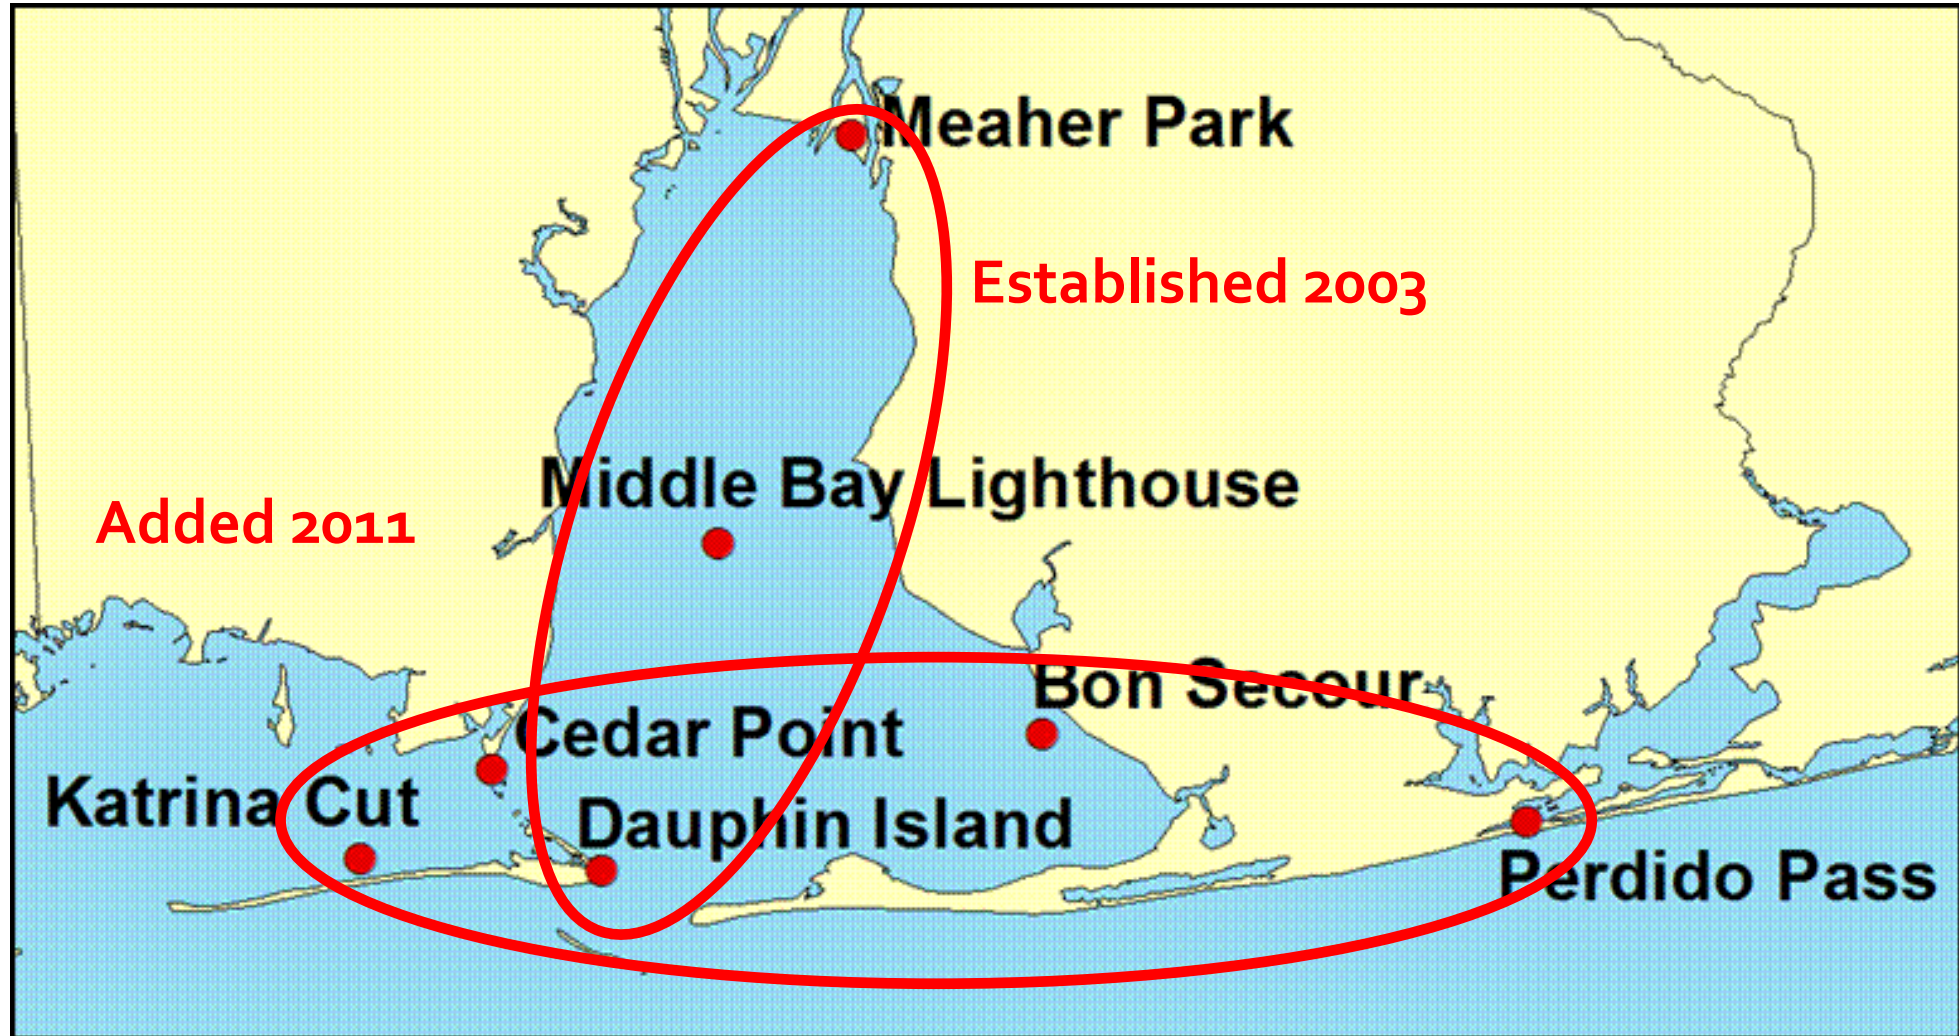 Meaher Park
Established 2003
Middle Bay Lighthouse
Added 2011
Bon Secour
Cedar Point
Katrina Cut
Dauphin Island
Perdido Pass